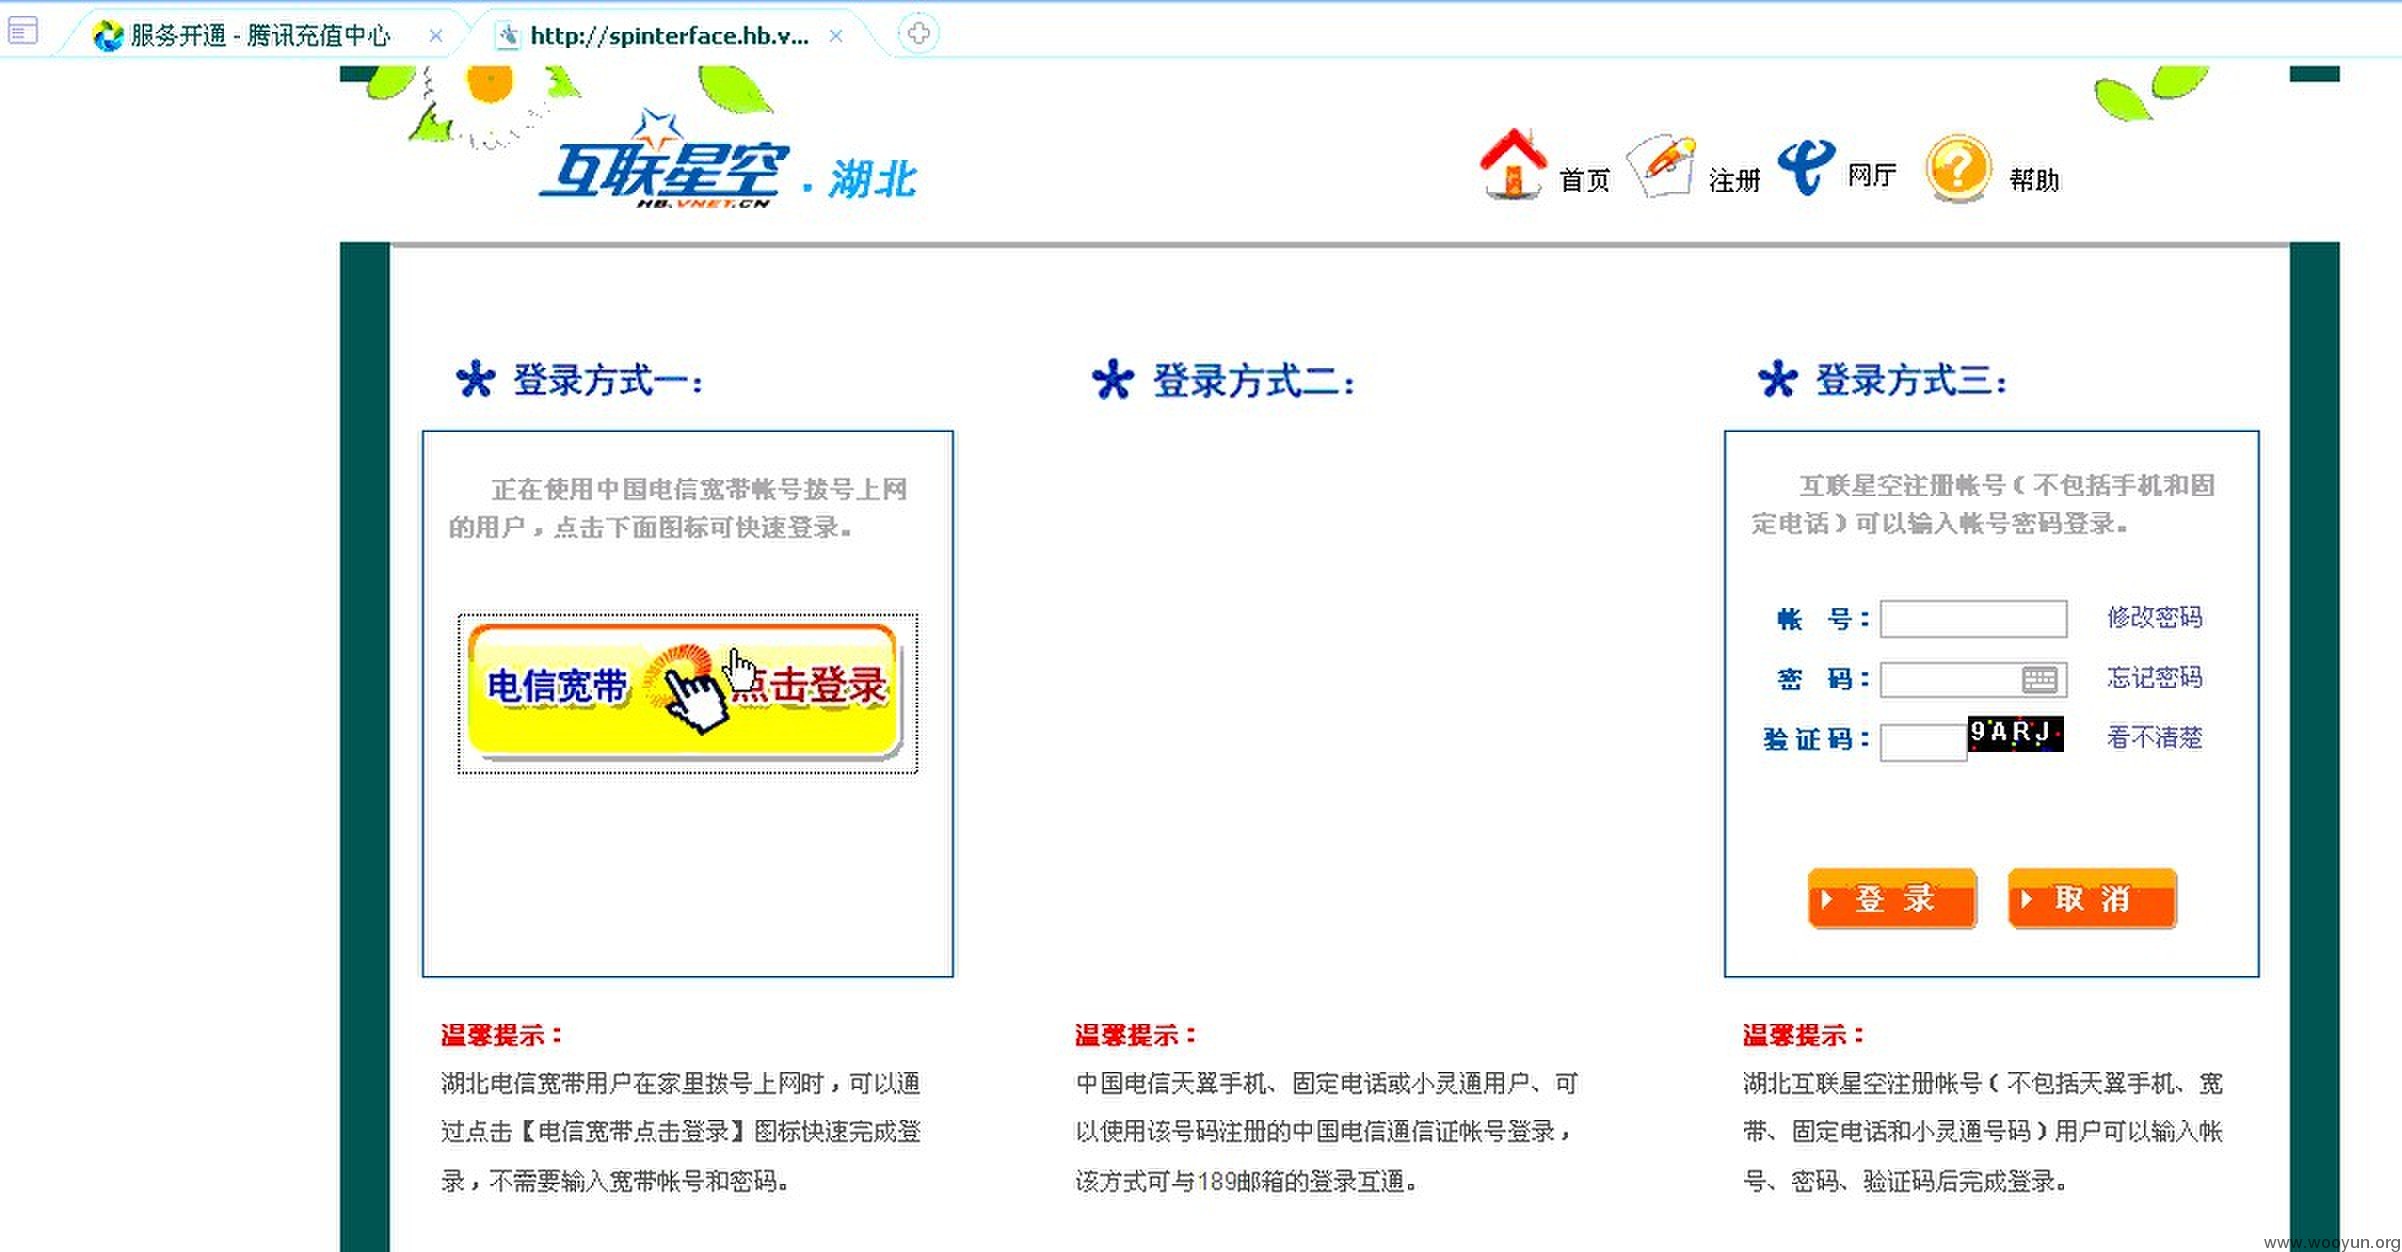 服务开通 - 腾讯充值中心
http://spinterface.hb.v...
互联星空 . 湖北
HB.VNET.CN
首页 注册 网厅 帮助
登录方式一：
正在使用中国电信宽带帐号拨号上网
的用户，点击下面图标可快速登录。
电信宽带 点击登录
温馨提示：
湖北电信宽带用户在家里拨号上网时，可以通
过点击【电信宽带点击登录】图标快速完成登
录，不需要输入宽带帐号和密码。
登录方式二：
温馨提示：
中国电信天翼手机、固定电话或小灵通用户、可
以使用该号码注册的中国电信通信证帐号登录，
该方式可与189邮箱的登录互通。
登录方式三：
互联星空注册帐号（不包括手机和固
定电话）可以输入帐号密码登录。
帐 号： 修改密码
密 码： 忘记密码
验证码： 9ARJ 看不清楚
登 录 取 消
温馨提示：
湖北互联星空注册帐号（不包括天翼手机、宽
带、固定电话和小灵通号码）用户可以输入帐
号、密码、验证码后完成登录。
www.wooyun.org